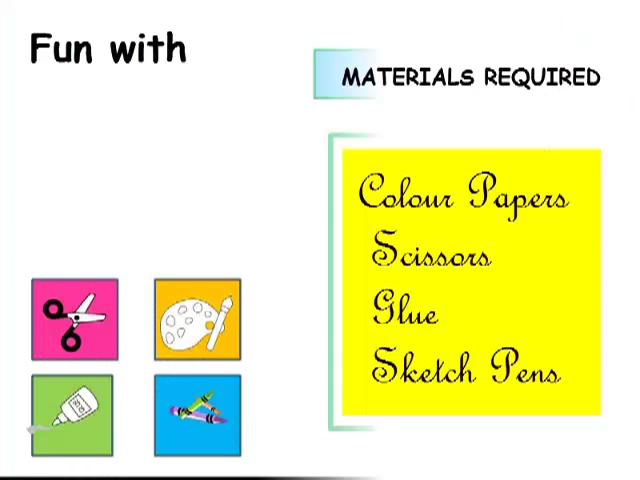 Fun with
MATERIALS REQUIRED
Colour Papers
Scissors
Glue
Sketch Pens